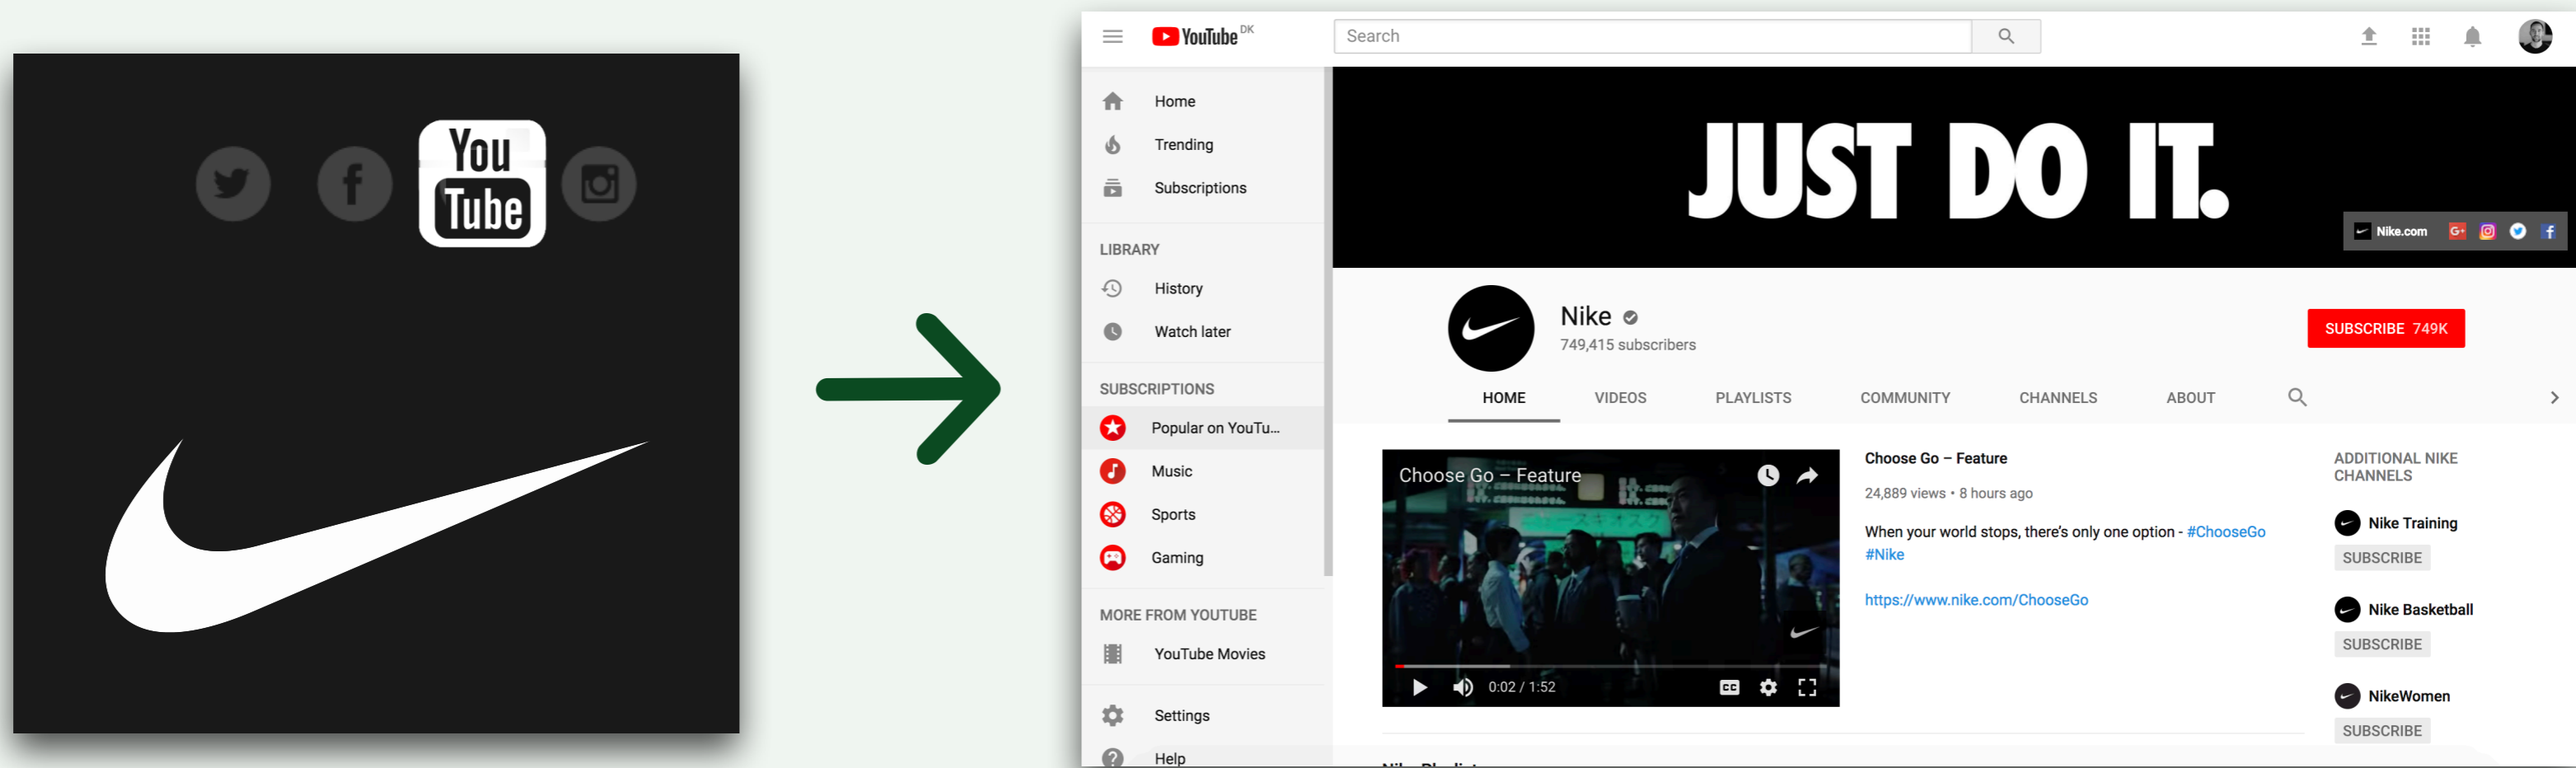 You
Tube
YouTube DK
Search
Home
Trending
Subscriptions
LIBRARY
History
Watch later
SUBSCRIPTIONS
Popular on YouTu...
Music
Sports
Gaming
MORE FROM YOUTUBE
YouTube Movies
Settings
Help
JUST DO IT.
Nike.com
Nike
749,415 subscribers
SUBSCRIBE 749K
HOME VIDEOS PLAYLISTS COMMUNITY CHANNELS ABOUT
Choose Go – Feature
0:02 / 1:52
CC
Choose Go – Feature
24,889 views • 8 hours ago
When your world stops, there's only one option - #ChooseGo
#Nike
https://www.nike.com/ChooseGo
ADDITIONAL NIKE
CHANNELS
Nike Training
SUBSCRIBE
Nike Basketball
SUBSCRIBE
NikeWomen
SUBSCRIBE